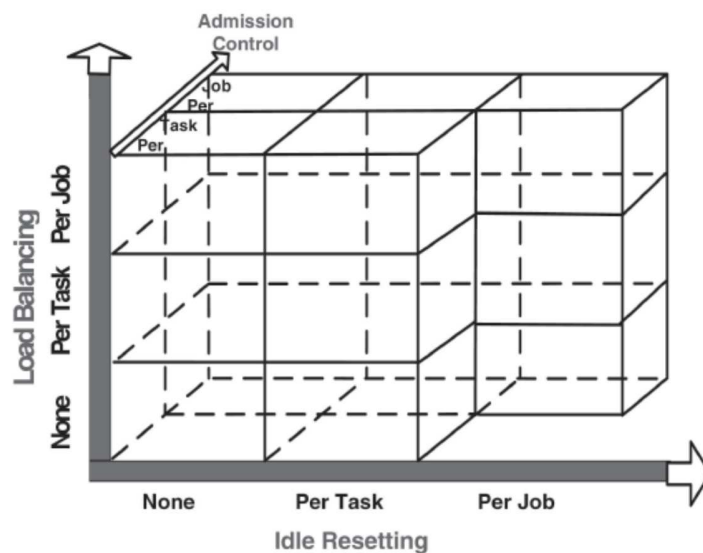 Admission
Control
Job
Per
Task
Per
Load Balancing
Per Job
Per Task
None
None
Per Task
Per Job
Idle Resetting